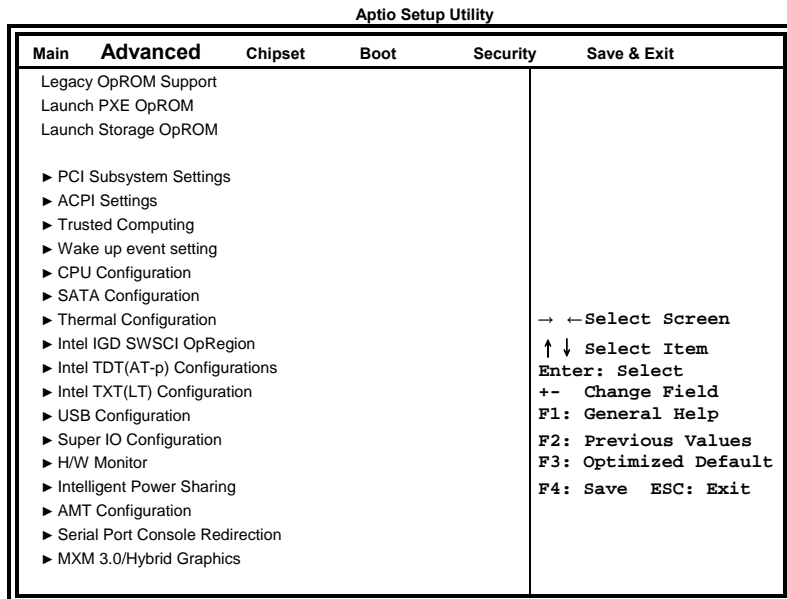 Aptio Setup Utility
Main Advanced Chipset Boot Security Save & Exit
Legacy OpROM Support
Launch PXE OpROM
Launch Storage OpROM
► PCI Subsystem Settings
► ACPI Settings
► Trusted Computing
► Wake up event setting
► CPU Configuration
► SATA Configuration
► Thermal Configuration
► Intel IGD SWSCI OpRegion
► Intel TDT(AT-p) Configurations
► Intel TXT(LT) Configuration
► USB Configuration
► Super IO Configuration
► H/W Monitor
► Intelligent Power Sharing
► AMT Configuration
► Serial Port Console Redirection
► MXM 3.0/Hybrid Graphics
→ ←Select Screen
↑↓ Select Item
Enter: Select
+- Change Field
F1: General Help
F2: Previous Values
F3: Optimized Default
F4: Save ESC: Exit